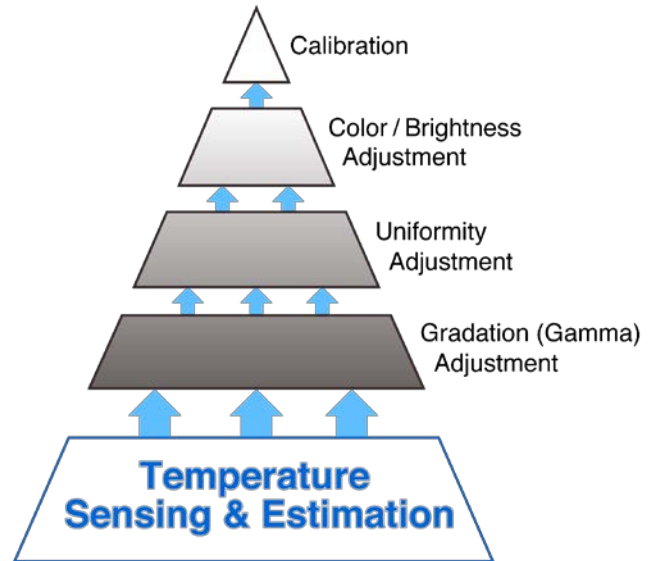 Calibration
Color / Brightness
Adjustment
Uniformity
Adjustment
Gradation (Gamma)
Adjustment
Temperature
Sensing & Estimation